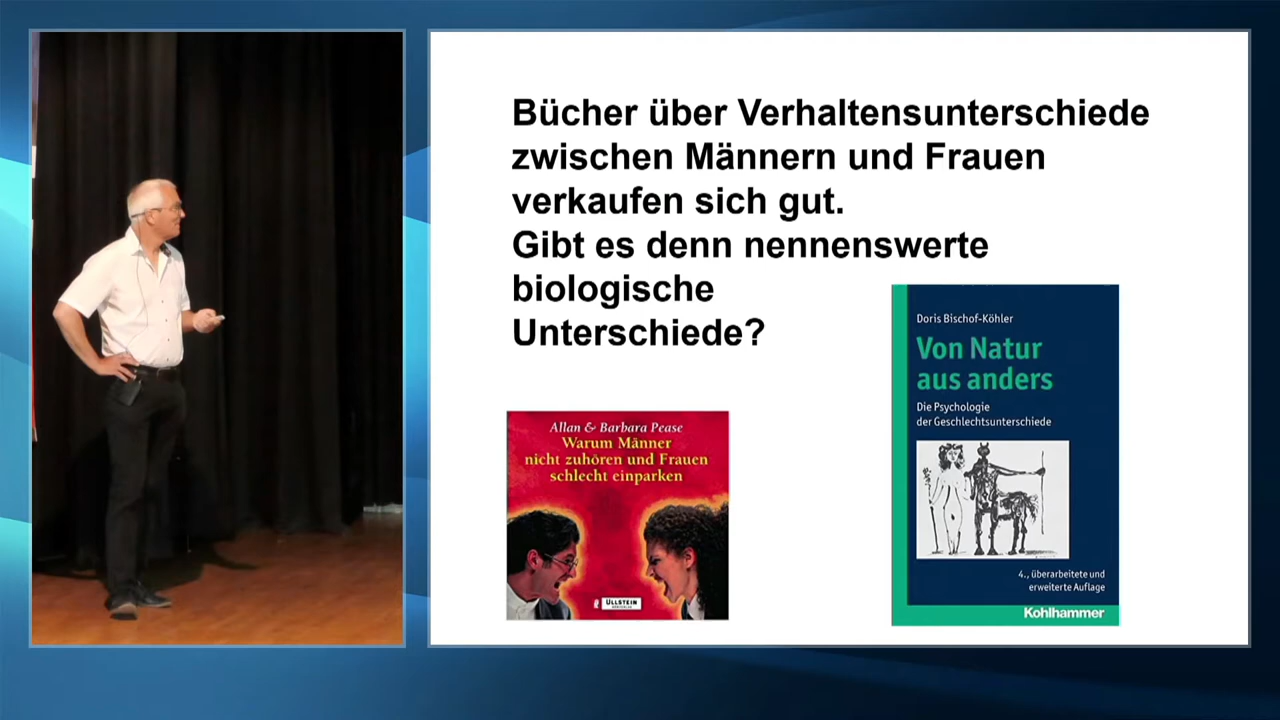 Bücher über Verhaltensunterschiede
zwischen Männern und Frauen
verkaufen sich gut.
Gibt es denn nennenswerte
biologische
Unterschiede?
Doris Bischof-Köhler
Von Natur
aus anders
Die Psychologie
der Geschlechtsunterschiede
4., überarbeitete und
erweiterte Auflage
Kohlhammer
Allan & Barbara Pease
Warum Männer
nicht zuhören und Frauen
schlecht einparken
ULLSTEIN